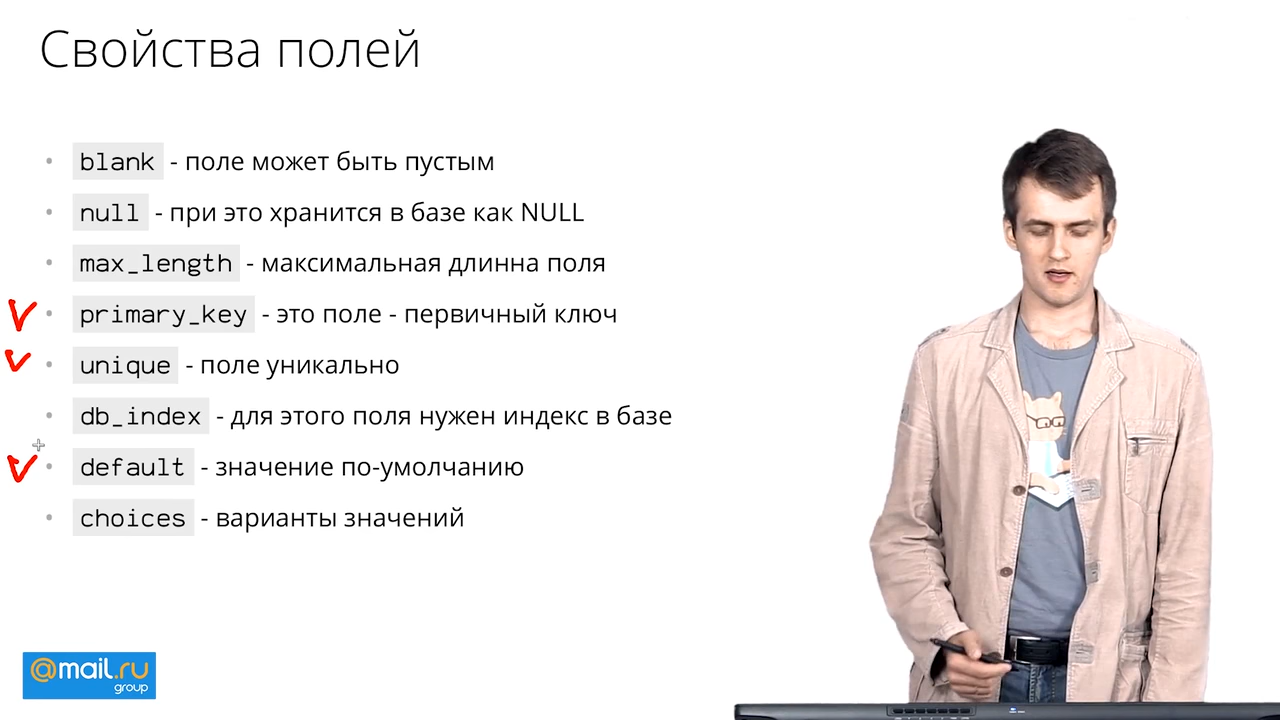 Свойства полей
blank - поле может быть пустым
null - при это хранится в базе как NULL
max_length - максимальная длинна поля
primary_key - это поле - первичный ключ
unique - поле уникально
db_index - для этого поля нужен индекс в базе
default - значение по-умолчанию
choices - варианты значений
@mail.ru
group